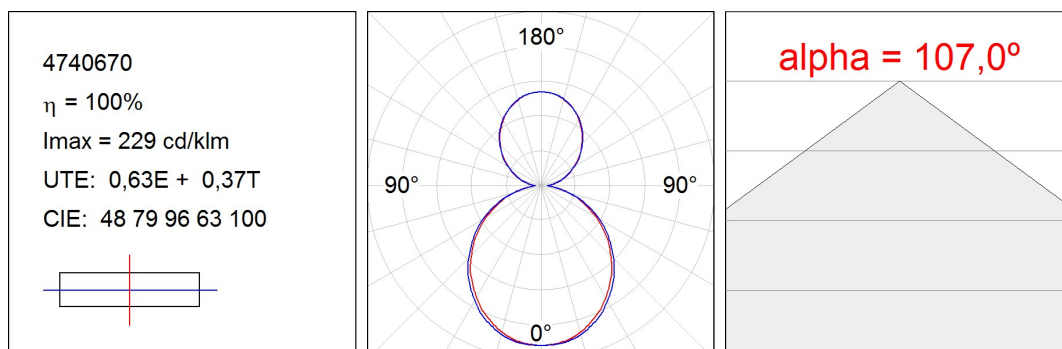 4740670
η = 100%
Imax = 229 cd/klm
UTE: 0,63E + 0,37T
CIE: 48 79 96 63 100
180°
90°
90°
0°
alpha = 107,0º